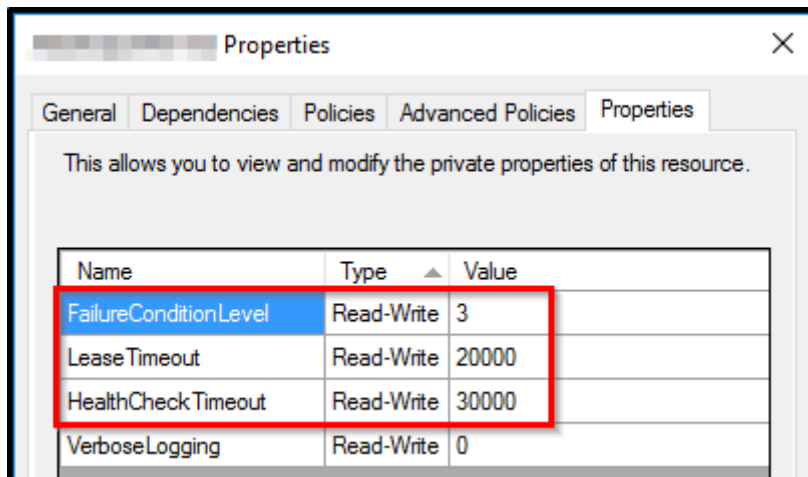 Properties
General Dependencies Policies Advanced Policies Properties
This allows you to view and modify the private properties of this resource.
Name Type Value
FailureConditionLevel Read-Write 3
LeaseTimeout Read-Write 20000
HealthCheckTimeout Read-Write 30000
VerboseLogging Read-Write 0